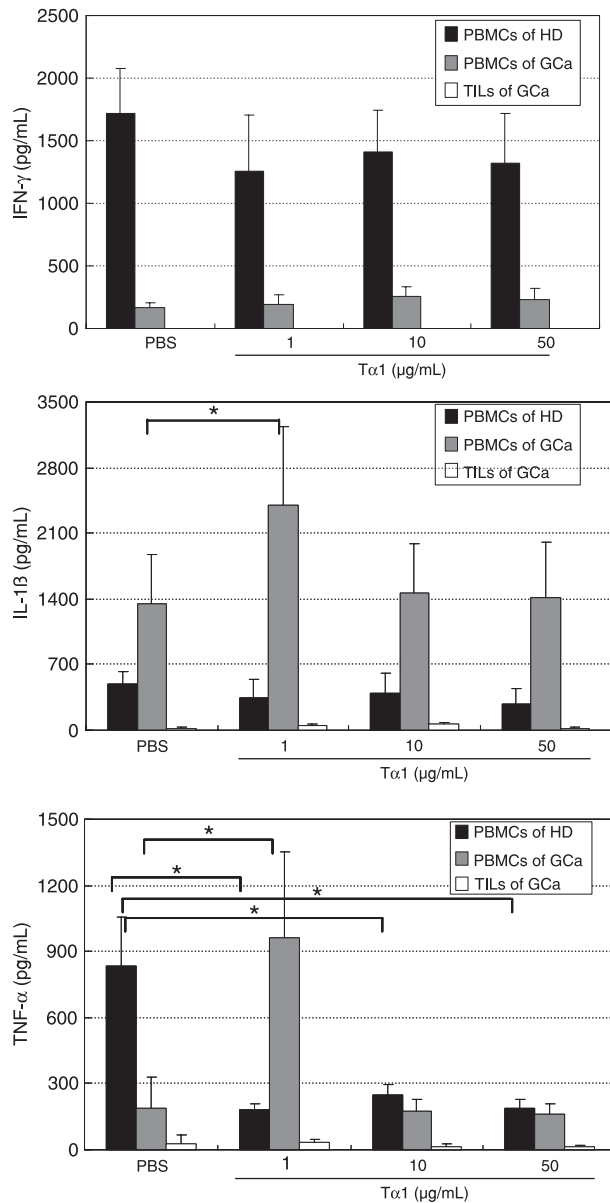 3000
2500
2000
1500
1000
500
0
IFN-γ (pg/mL)
PBMCs of HD
PBMCs of GCa
TILs of GCa
PBS
1
10
50
Tα1 (µg/mL)
3500
2800
2100
1400
700
0
IL-1ß (pg/mL)
*
PBMCs of HD
PBMCs of GCa
TILs of GCa
PBS
1
10
50
Tα1 (µg/mL)
1500
1200
900
600
300
0
TNF-α (pg/mL)
*
*
*
*
PBMCs of HD
PBMCs of GCa
TILs of GCa
PBS
1
10
50
Tα1 (µg/mL)